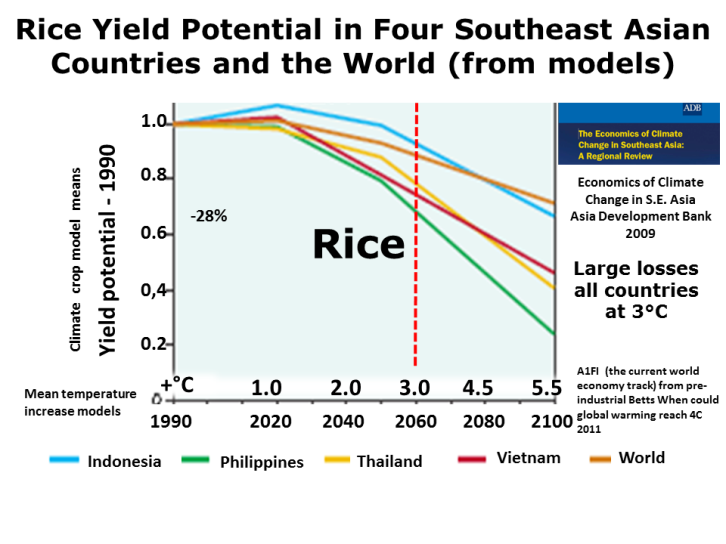 Rice Yield Potential in Four Southeast Asian
Countries and the World (from models)
ADB
The Economics of Climate
Change in Southeast Asia:
A Regional Review
Economics of Climate
Change in S.E. Asia
Asia Development Bank
2009
Large losses
all countries
at 3°C
A1FI (the current world
economy track) from pre-
industrial Betts When could
global warming reach 4C
2011
Climate crop model means
Yield potential - 1990
1.0
0.8
0.6
0,4
0.2
0
-28%
Rice
Mean temperature
increase models
+°C 1.0 2.0 3.0 4.5 5.5
1990 2020 2040 2060 2080 2100
Indonesia Philippines Thailand Vietnam World